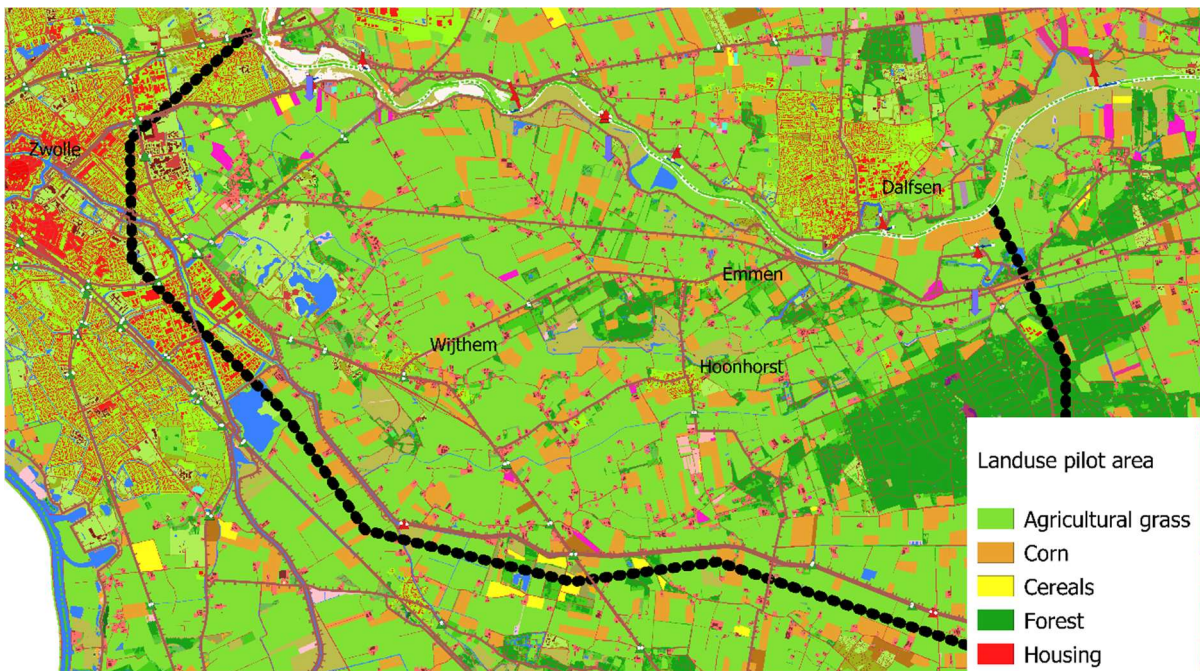 Zwolle
Dalfsen
Emmen
Wijthem
Hoonhorst
Landuse pilot area
Agricultural grass
Corn
Cereals
Forest
Housing